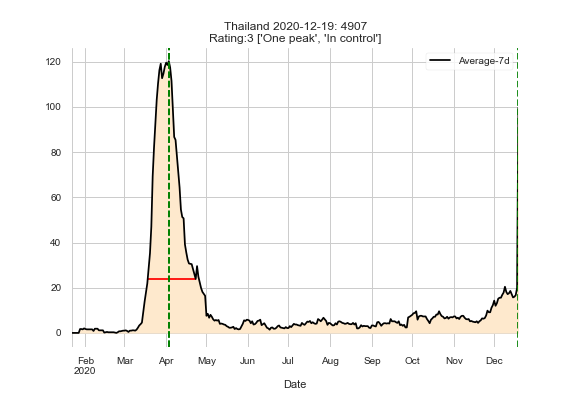 Thailand 2020-12-19: 4907
Rating:3 ['One peak', 'In control']
Average-7d
120
100
80
60
40
20
0
Feb Mar Apr May Jun Jul Aug Sep Oct Nov Dec
2020
Date